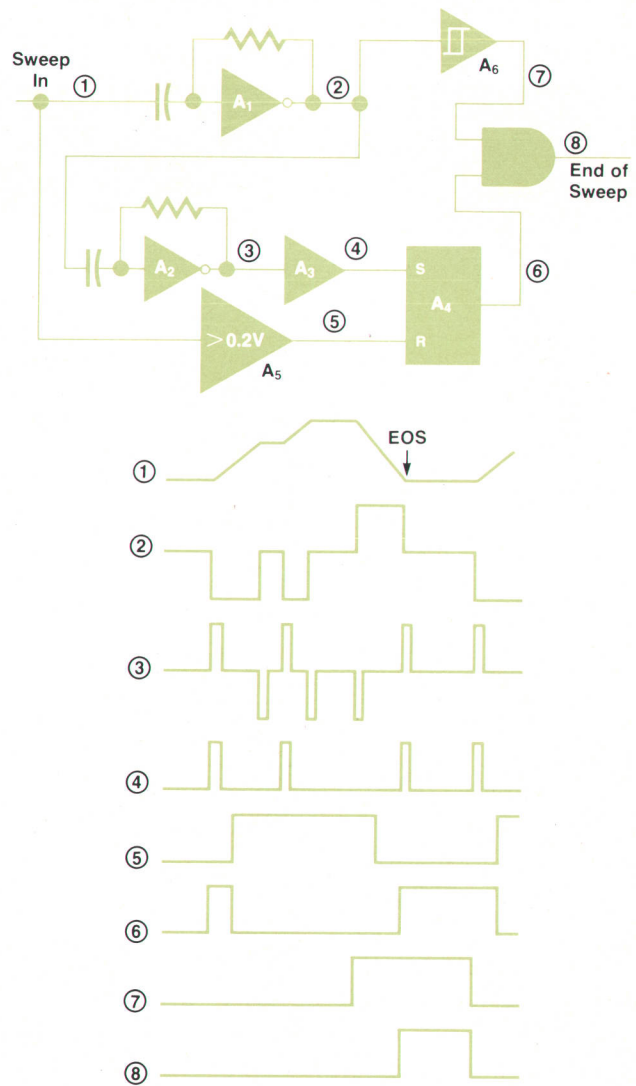 Sweep
In
①
A1
②
A6
⑦
⑧
End of
Sweep
A2
③
A3
④
S
A4
R
⑥
>0.2V
A5
⑤
EOS
①
②
③
④
⑤
⑥
⑦
⑧